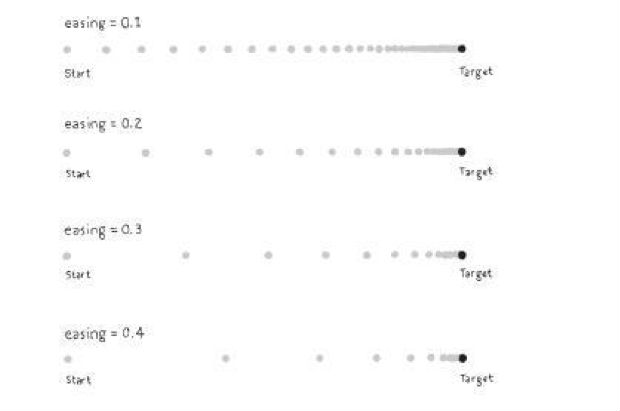 easing = 0.1
Start Target
easing = 0.2
Start Target
easing = 0.3
Start Target
easing = 0.4
Start Target